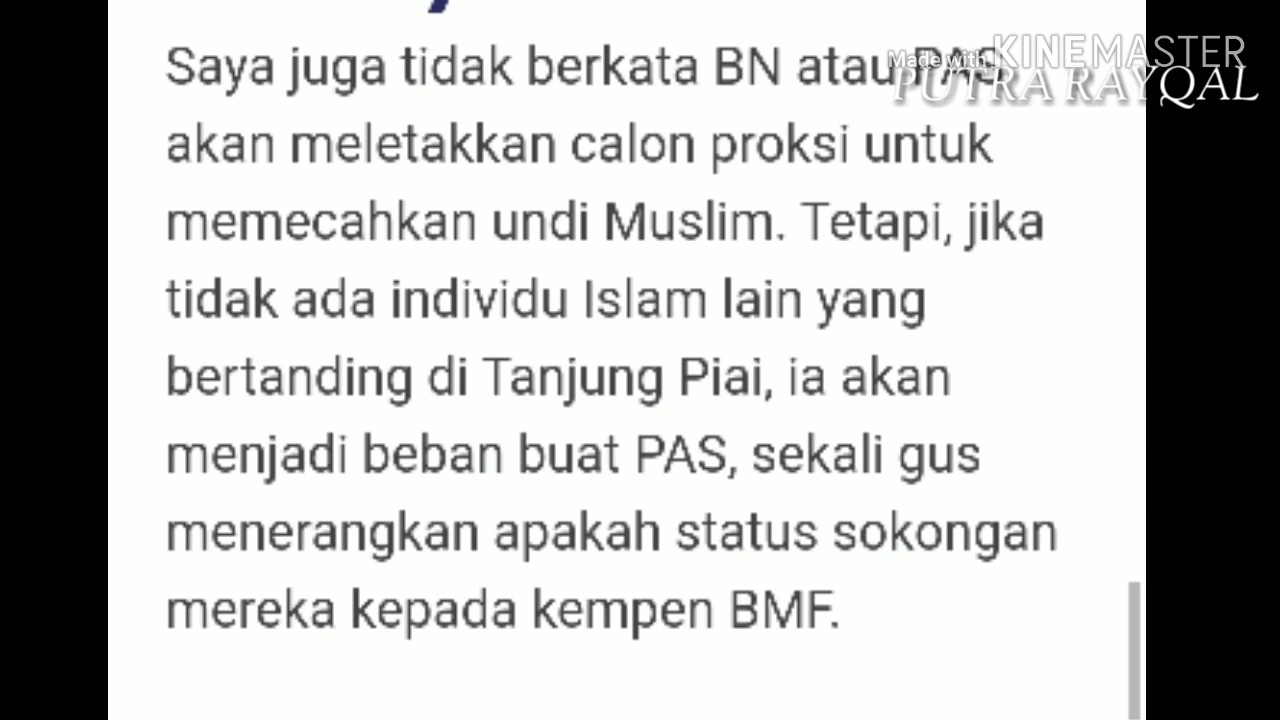 Saya juga tidak berkata BN atau PAS
Made with KINEMASTER
PUTRA RAYQAL
akan meletakkan calon proksi untuk
memecahkan undi Muslim. Tetapi, jika
tidak ada individu Islam lain yang
bertanding di Tanjung Piai, ia akan
menjadi beban buat PAS, sekali gus
menerangkan apakah status sokongan
mereka kepada kempen BMF.